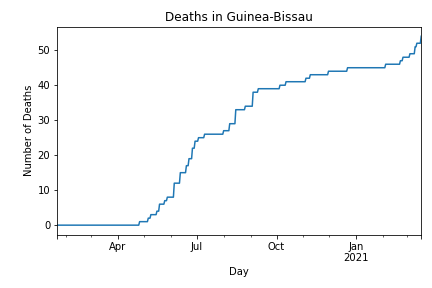 Deaths in Guinea-Bissau
Number of Deaths
50
40
30
20
10
0
Apr
Jul
Oct
Jan
2021
Day